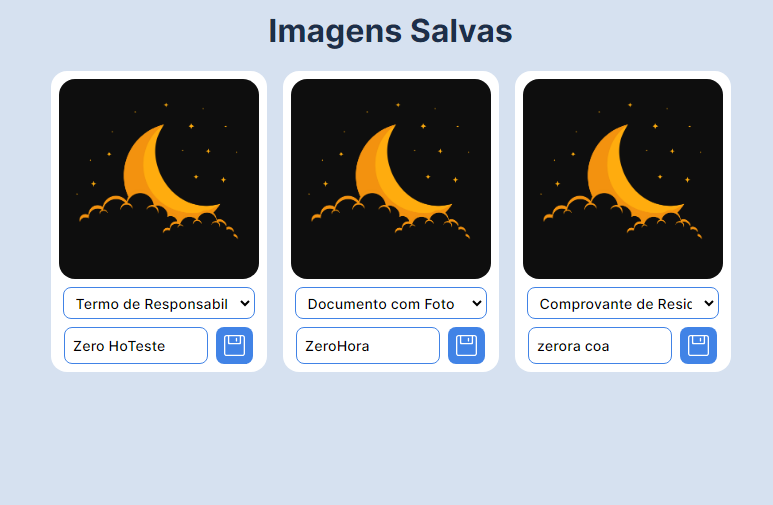 Imagens Salvas
Termo de Responsabil
Documento com Foto
Comprovante de Resic
Zero HoTeste
ZeroHora
zerora coa